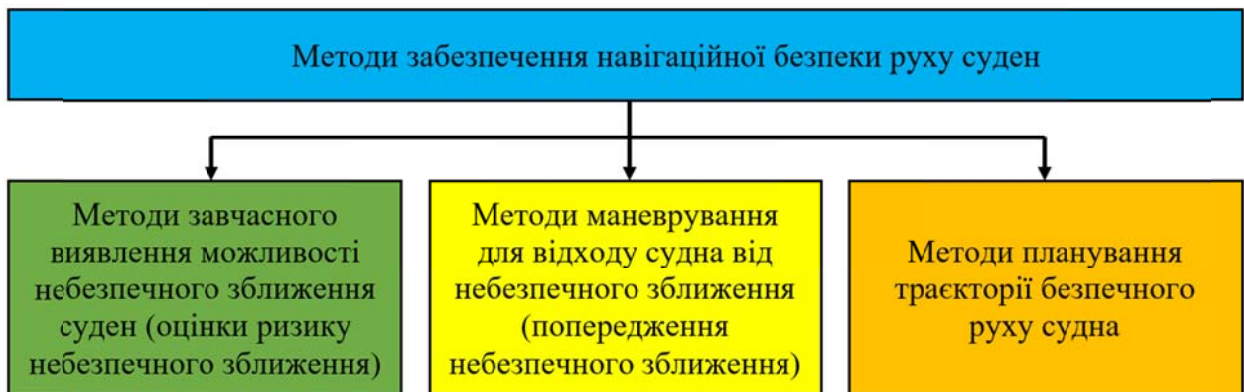 Методи забезпечення навігаційної безпеки руху суден
Методи завчасного
виявлення можливості
небезпечного зближення
суден (оцінки ризику
небезпечного зближення)
Методи маневрування
для відходу судна від
небезпечного зближення
(попередження
небезпечного зближення)
Методи планування
траєкторії безпечного
руху судна